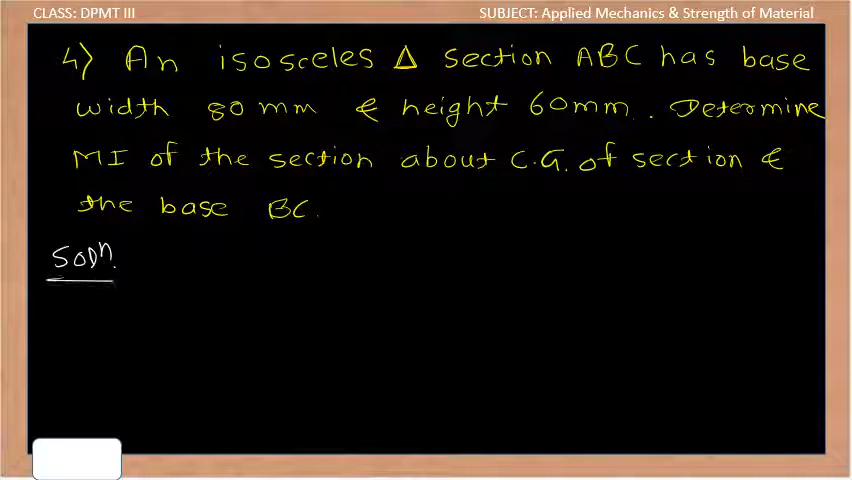 CLASS: DPMT III
SUBJECT: Applied Mechanics & Strength of Material
4) An isosceles Δ section ABC has base
width 80 mm & height 60mm. Determine
MI of the section about C.G. of section &
the base BC.
Soln.